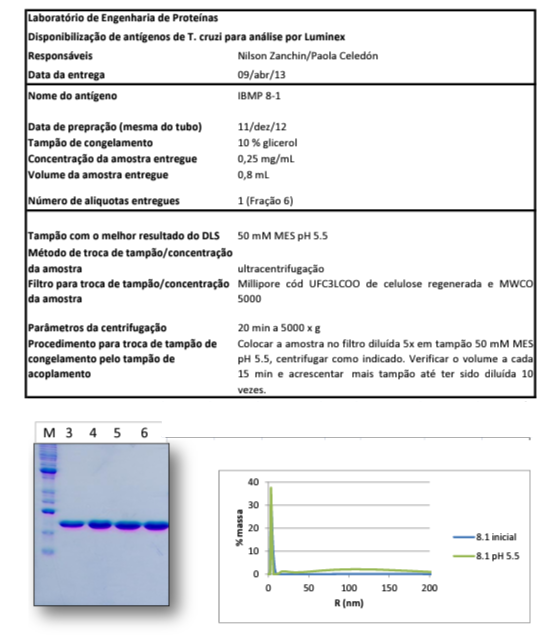 Laboratório de Engenharia de Proteínas
Disponibilização de antígenos de T. cruzi para análise por Luminex
Responsáveis Nilson Zanchin/Paola Celedón
Data da entrega 09/abr/13
Nome do antígeno IBMP 8-1
Data de prepração (mesma do tubo) 11/dez/12
Tampão de congelamento 10 % glicerol
Concentração da amostra entregue 0,25 mg/mL
Volume da amostra entregue 0,8 mL
Número de alíquotas entregues 1 (Fração 6)
Tampão com o melhor resultado do DLS 50 mM MES pH 5.5
Método de troca de tampão/concentração
da amostra ultracentrifugação
Filtro para troca de tampão/concentração Millipore cód UFC3LCOO de celulose regenerada e MWCO
da amostra 5000
Parâmetros da centrifugação 20 min a 5000 x g
Procedimento para troca de tampão de Colocar a amostra no filtro diluída 5x em tampão 50 mM MES
congelamento pelo tampão de pH 5.5, centrifugar como indicado. Verificar o volume a cada
acoplamento 15 min e acrescentar mais tampão até ter sido diluída 10
vezes.
M 3 4 5 6
40
30
20
10
0
% massa
0 50 100 150 200
R (nm)
8.1 inicial
8.1 pH 5.5